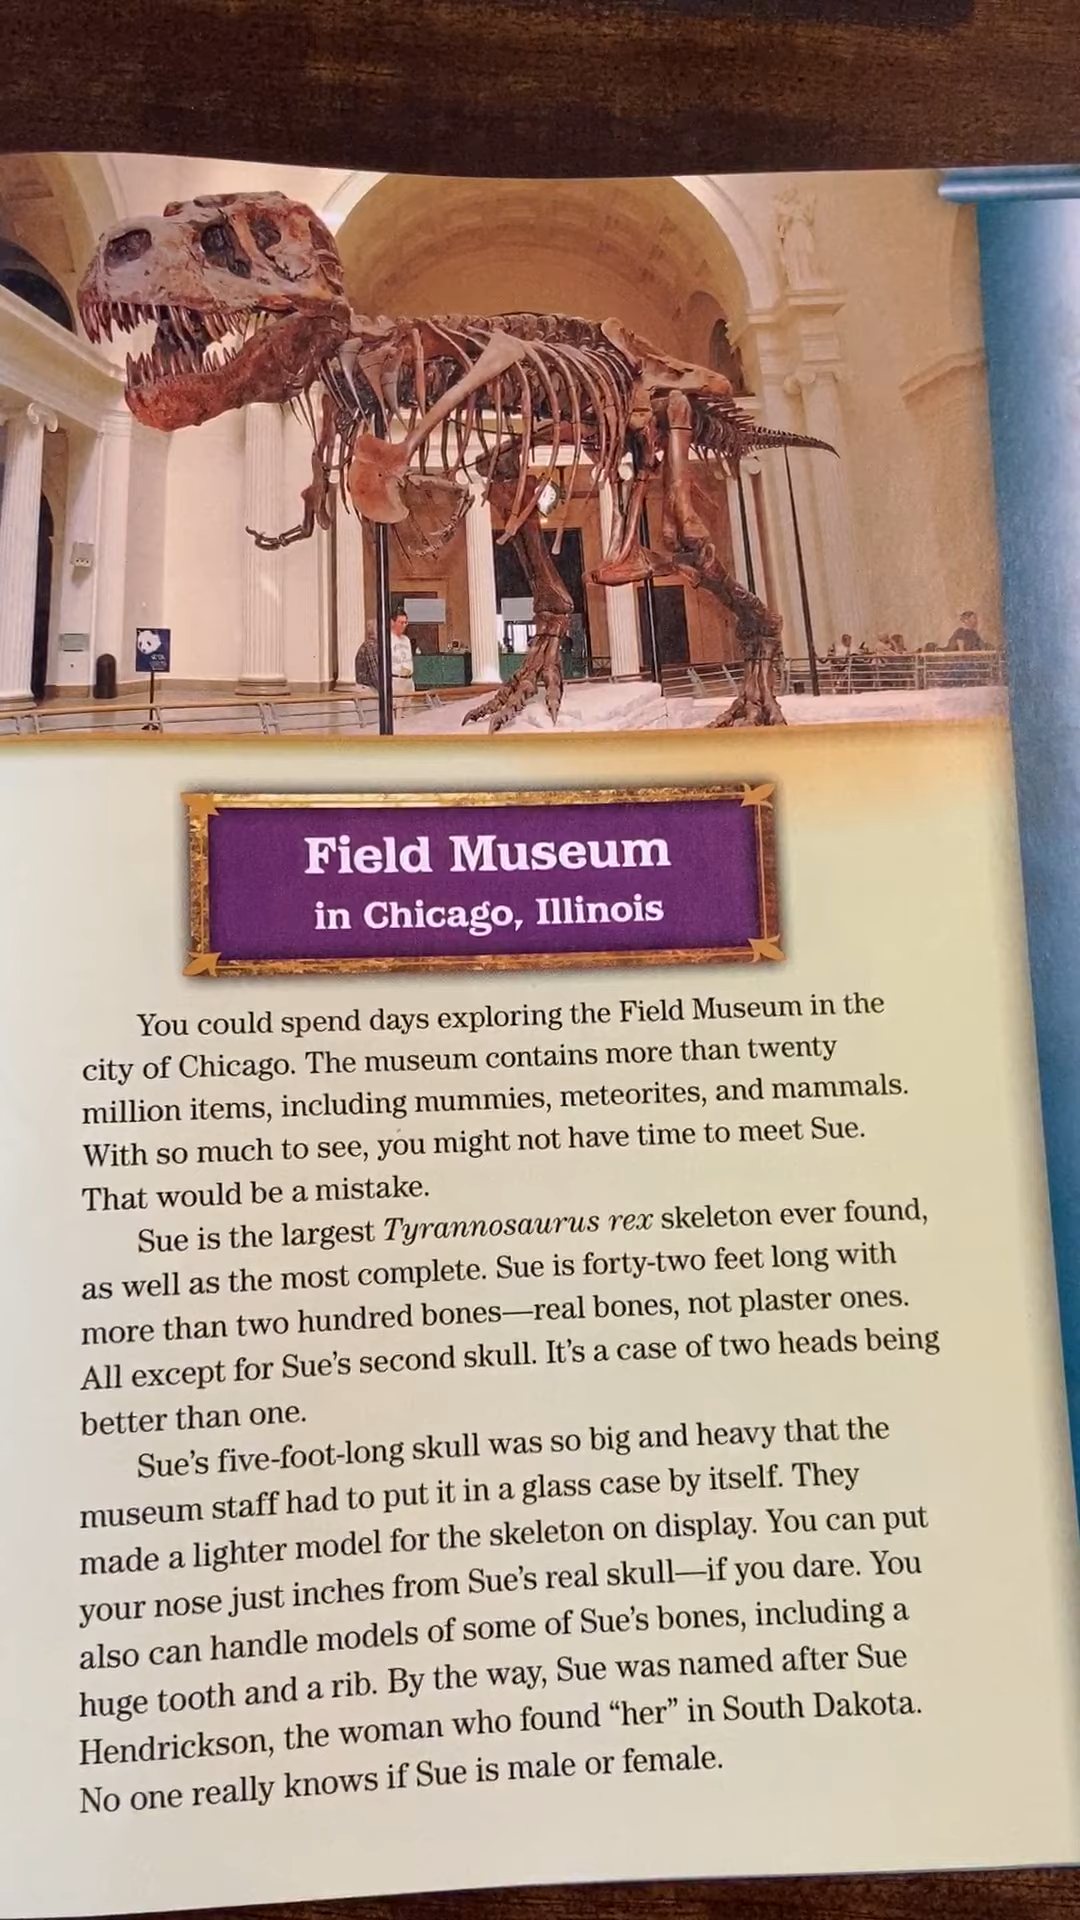 Field Museum
in Chicago, Illinois
You could spend days exploring the Field Museum in the
city of Chicago. The museum contains more than twenty
million items, including mummies, meteorites, and mammals.
With so much to see, you might not have time to meet Sue.
That would be a mistake.
Sue is the largest Tyrannosaurus rex skeleton ever found,
as well as the most complete. Sue is forty-two feet long with
more than two hundred bones—real bones, not plaster ones.
All except for Sue's second skull. It's a case of two heads being
better than one.
Sue's five-foot-long skull was so big and heavy that the
museum staff had to put it in a glass case by itself. They
made a lighter model for the skeleton on display. You can put
your nose just inches from Sue's real skull—if you dare. You
also can handle models of some of Sue's bones, including a
huge tooth and a rib. By the way, Sue was named after Sue
Hendrickson, the woman who found “her” in South Dakota.
No one really knows if Sue is male or female.